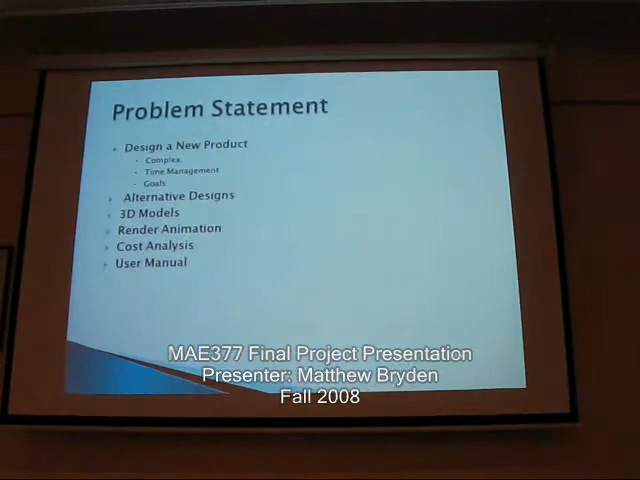 Problem Statement
Design a New Product
- Complex
- Time Management
- Goals
Alternative Designs
3D Models
Render Animation
Cost Analysis
User Manual
MAE377 Final Project Presentation
Presenter: Matthew Bryden
Fall 2008